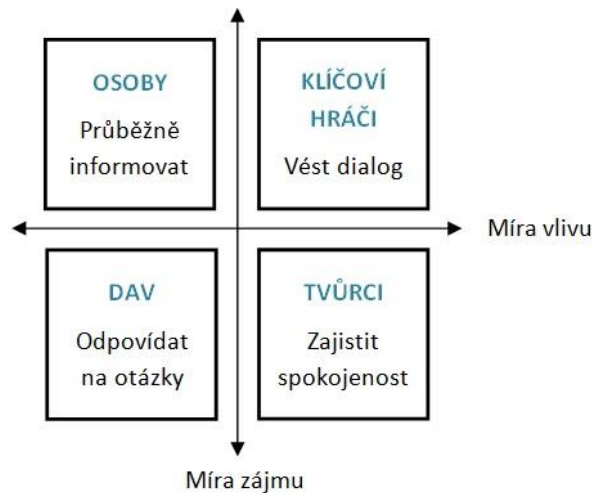 OSOBY
Průběžně
informovat
KLÍČOVÍ
HRÁČI
Vést dialog
Míra vlivu
DAV
Odpovídat
na otázky
TVŮRCI
Zajistit
spokojenost
Míra zájmu